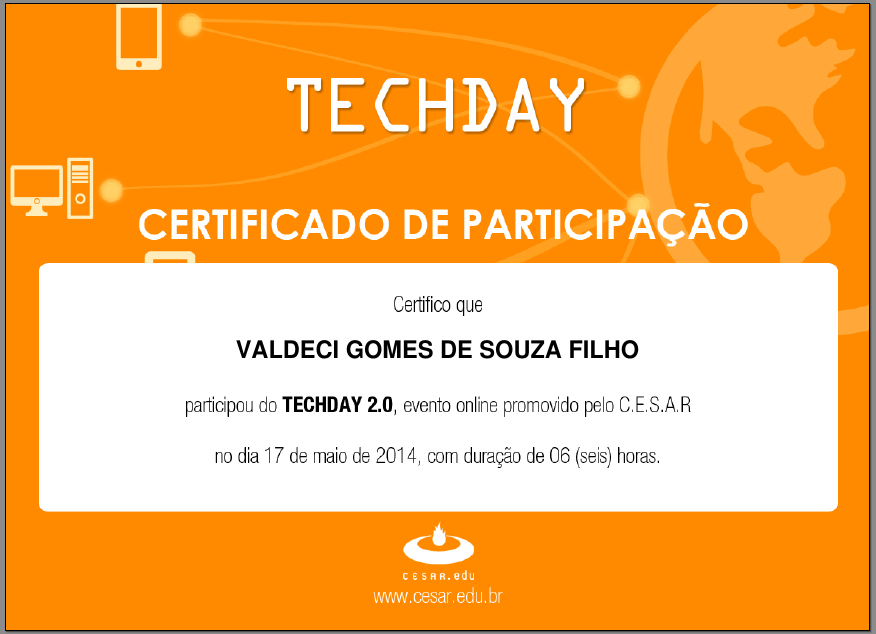 TECHDAY
CERTIFICADO DE PARTICIPAÇÃO
Certifico que
VALDECI GOMES DE SOUZA FILHO
participou do TECHDAY 2.0, evento online promovido pelo C.E.S.A.R
no dia 17 de maio de 2014, com duração de 06 (seis) horas.
CESAR.edu
www.cesar.edu.br